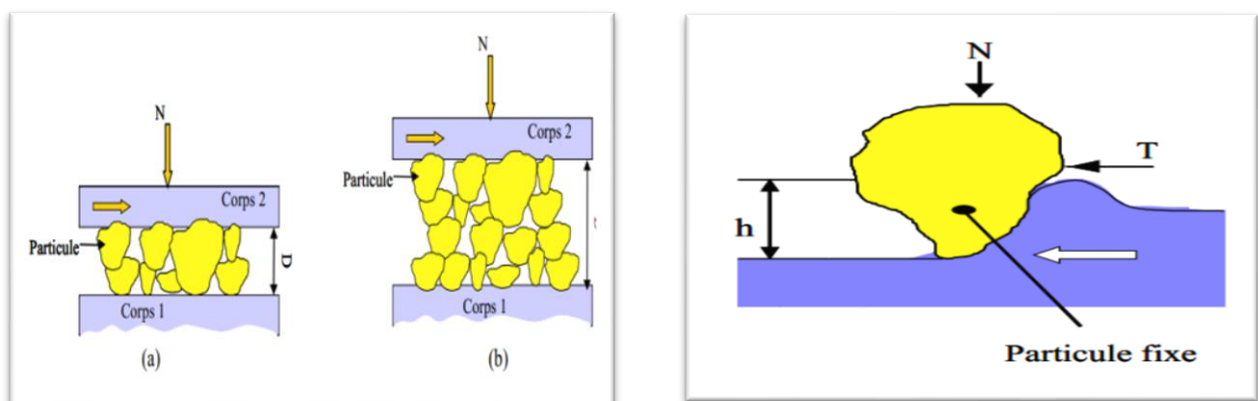 N
Corps 2
Particule
D
Corps 1
(a)
N
Corps 2
Particule
Corps 1
(b)
N
T
h
Particule fixe